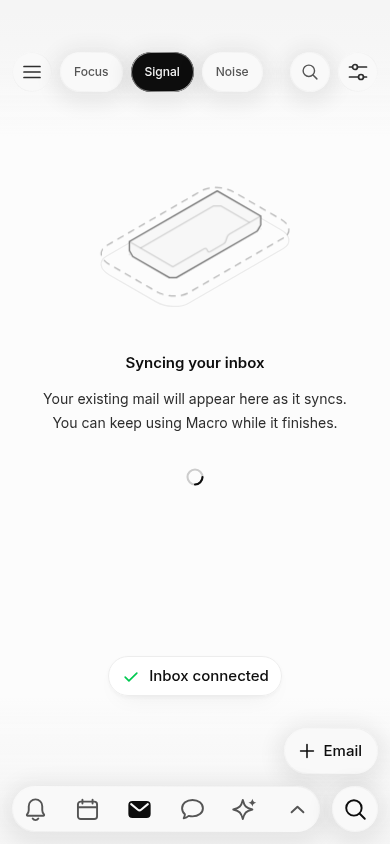 Focus
Signal
Noise
Syncing your inbox
Your existing mail will appear here as it syncs.
You can keep using Macro while it finishes.
Inbox connected
Email